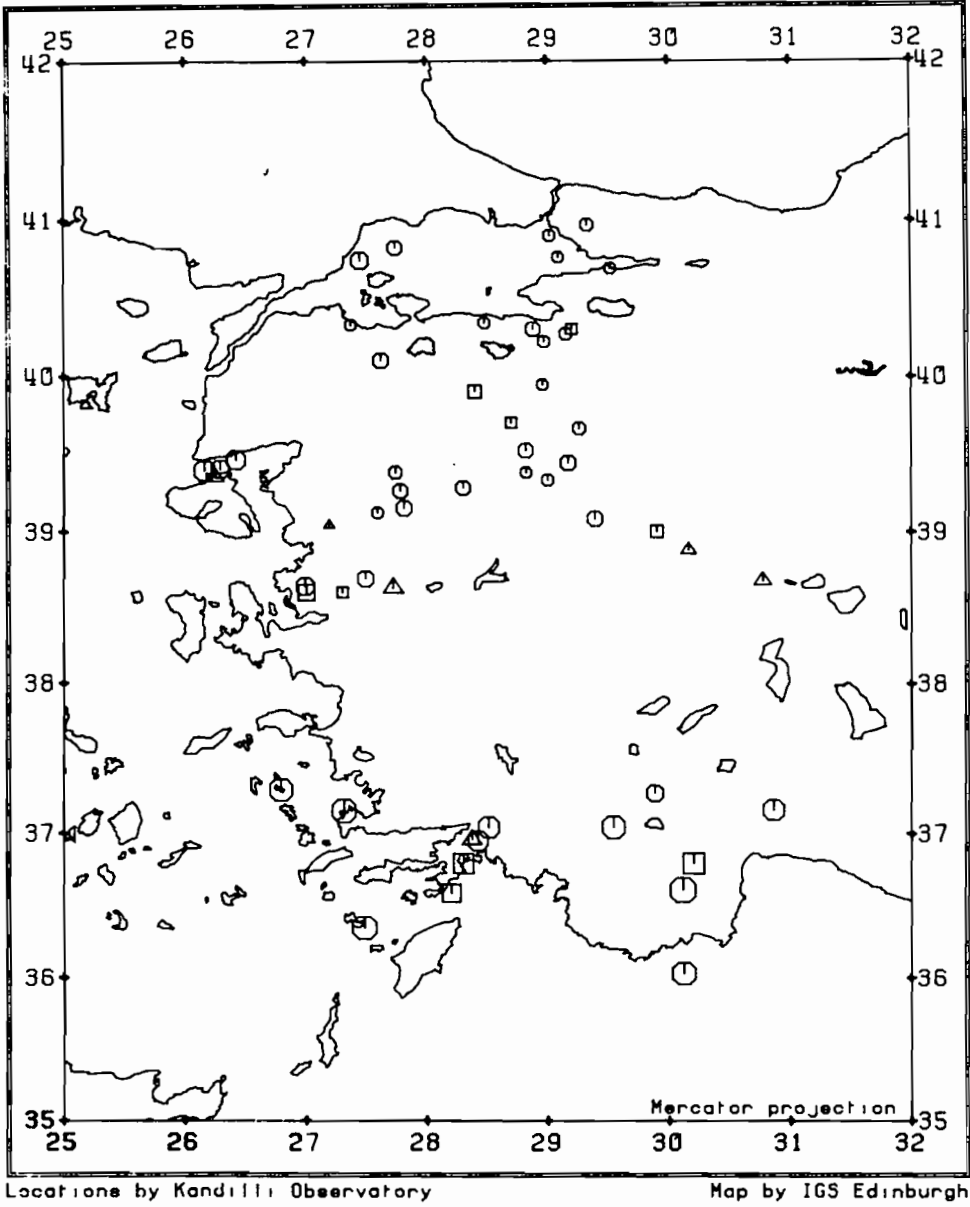 25 26 27 28 29 30 31 32
42 42
41 41
40 40
39 39
38 38
37 37
36 36
Mercator projection
35 35
25 26 27 28 29 30 31 32
Locations by Kandilli Observatory Map by IGS Edinburgh